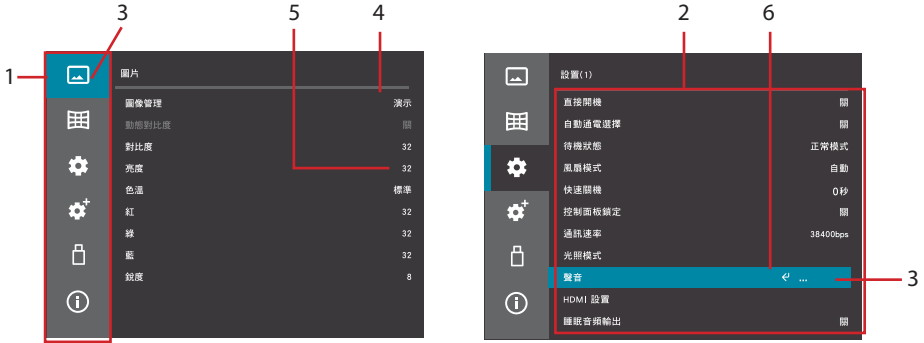 3 5 4
1
圖片
圖像管理 演示
動態對比度 關
對比度 32
亮度 32
色溫 標準
紅 32
綠 32
藍 32
銳度 8
2 6
設置(1)
直接開機 關
自動通電選擇 關
待機狀態 正常模式
風扇模式 自動
快速關機 0秒
控制面板鎖定 關
通訊速率 38400bps
光照模式
聲音 ...
3
HDMI 設置
睡眠音頻輸出 關